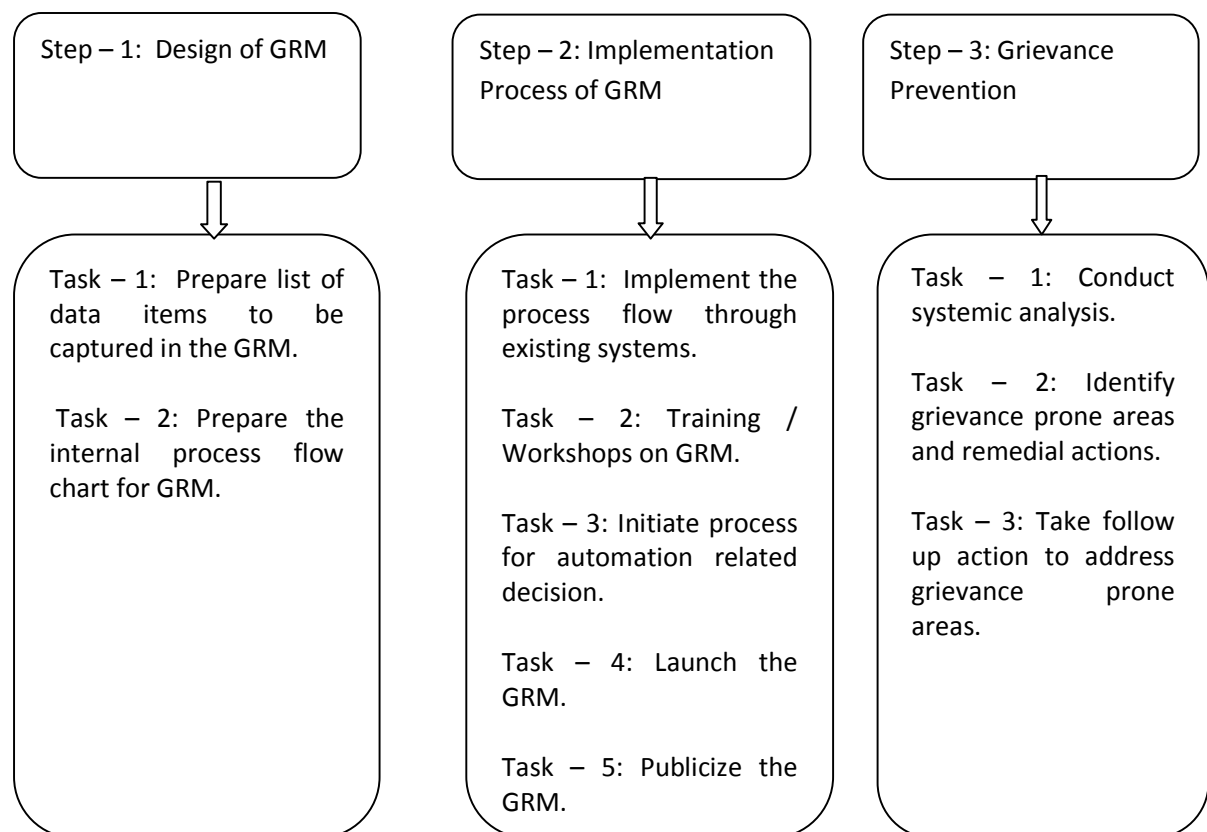 Step – 1: Design of GRM
Step – 2: Implementation
Process of GRM
Step – 3: Grievance
Prevention
Task – 1: Prepare list of
data items to be
captured in the GRM.
Task – 2: Prepare the
internal process flow
chart for GRM.
Task – 1: Implement the
process flow through
existing systems.
Task – 2: Training /
Workshops on GRM.
Task – 3: Initiate process
for automation related
decision.
Task – 4: Launch the
GRM.
Task – 5: Publicize the
GRM.
Task – 1: Conduct
systemic analysis.
Task – 2: Identify
grievance prone areas
and remedial actions.
Task – 3: Take follow
up action to address
grievance prone
areas.